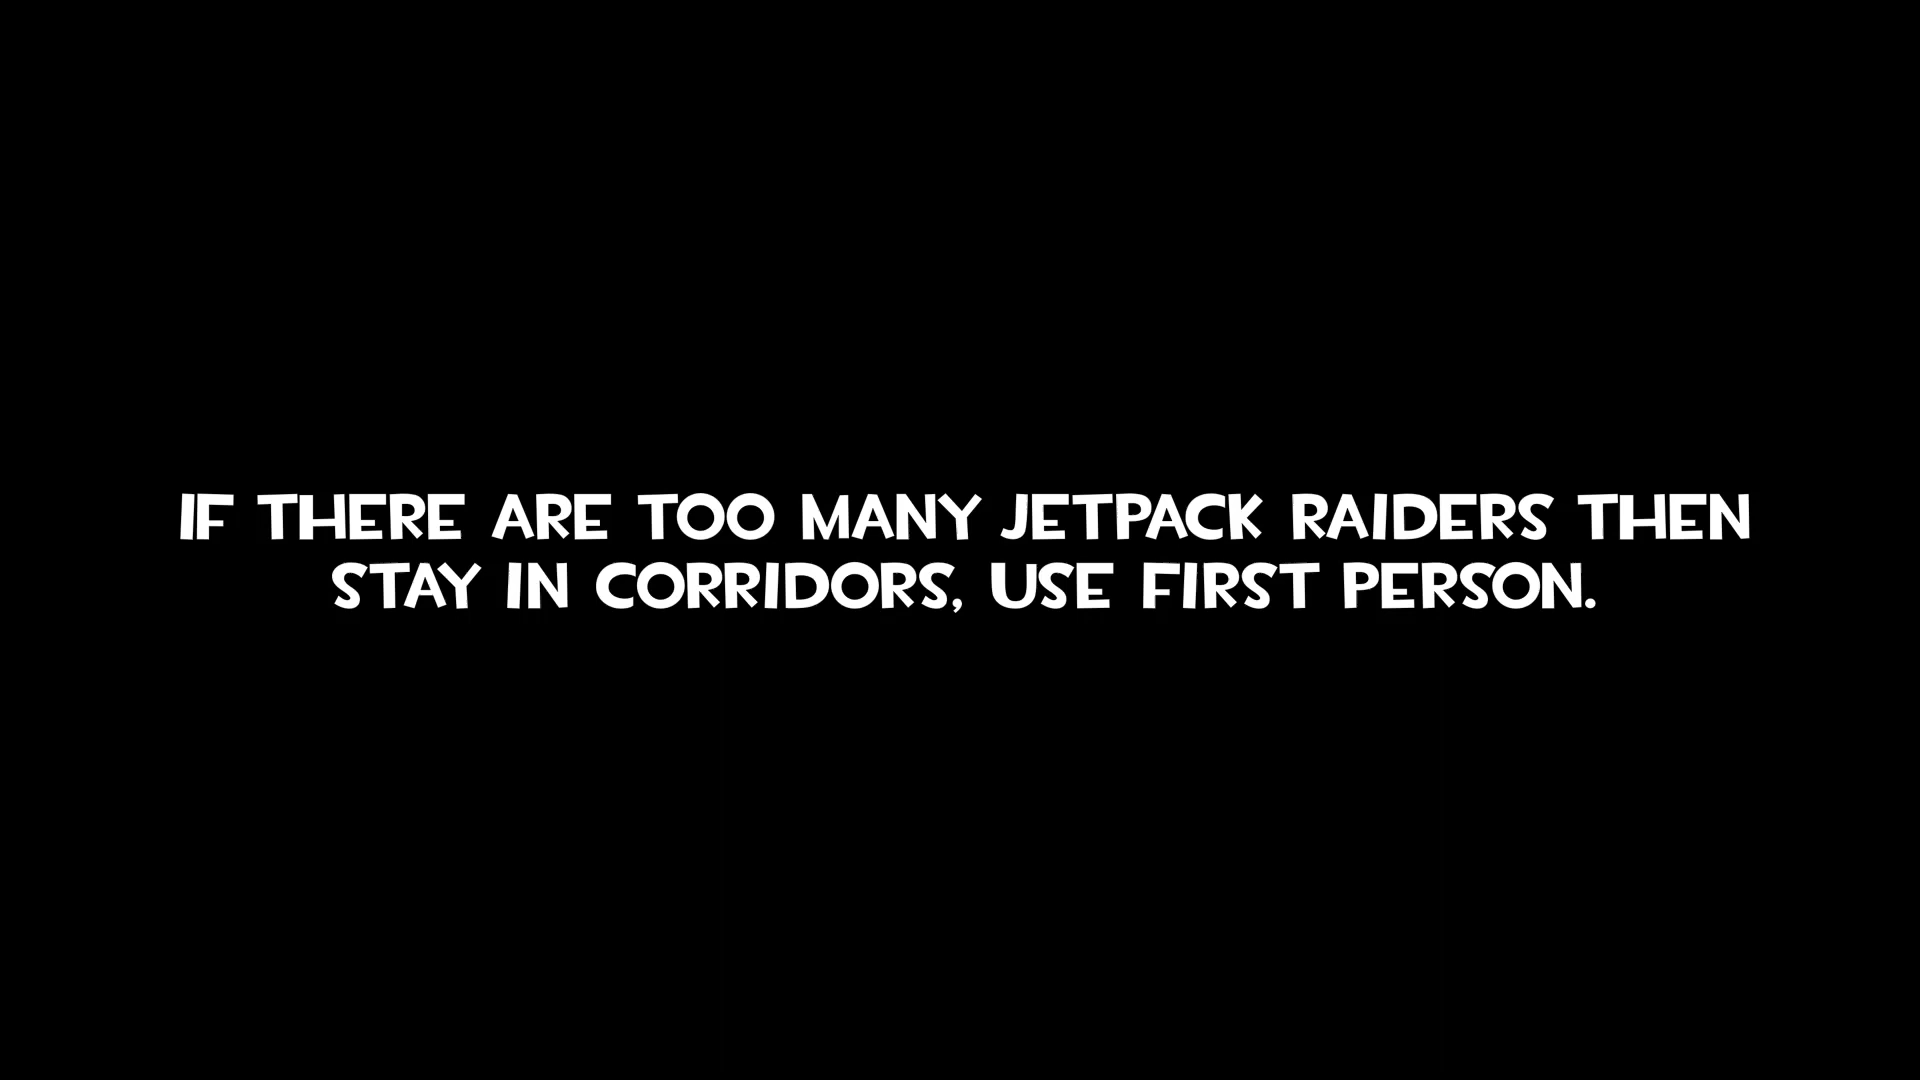 IF THERE ARE TOO MANY JETPACK RAIDERS THEN
STAY IN CORRIDORS, USE FIRST PERSON.